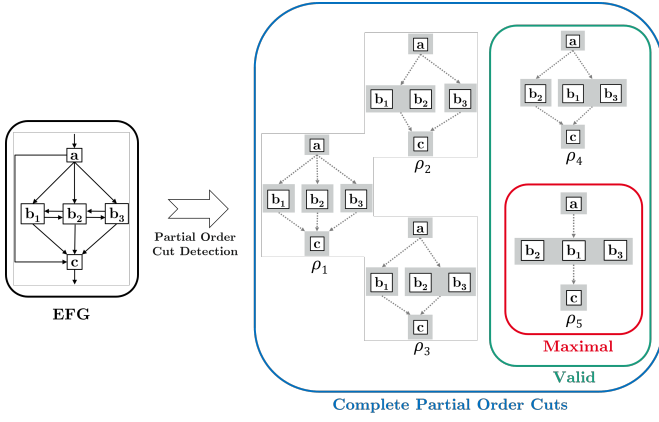 a
b₁ b₂ b₃
c
EFG
Partial Order
Cut Detection
a
b₁ b₂ b₃
c
ρ₁
a
b₁ b₂ b₃
c
ρ₂
a
b₁ b₂ b₃
c
ρ₃
a
b₂ b₁ b₃
c
ρ₄
a
b₂ b₁ b₃
c
ρ₅
Maximal
Valid
Complete Partial Order Cuts